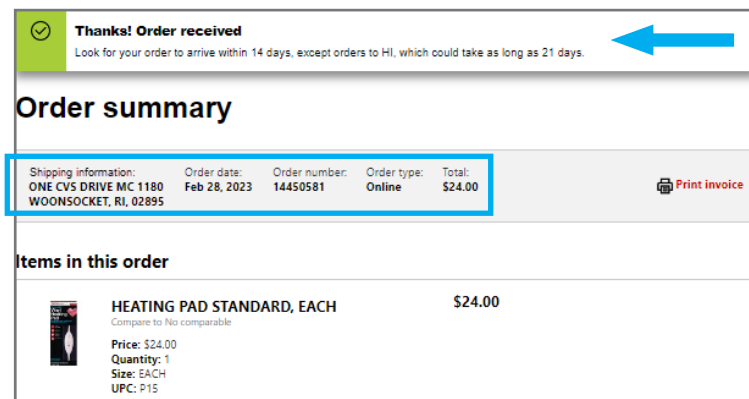 Thanks! Order received
Look for your order to arrive within 14 days, except orders to HI, which could take as long as 21 days.
Order summary
Shipping information:
ONE CVS DRIVE MC 1180
WOONSOCKET, RI, 02895
Order date:
Feb 28, 2023
Order number:
14450581
Order type:
Online
Total:
$24.00
Print invoice
Items in this order
HEATING PAD STANDARD, EACH
$24.00
Compare to No comparable
Price: $24.00
Quantity: 1
Size: EACH
UPC: P15